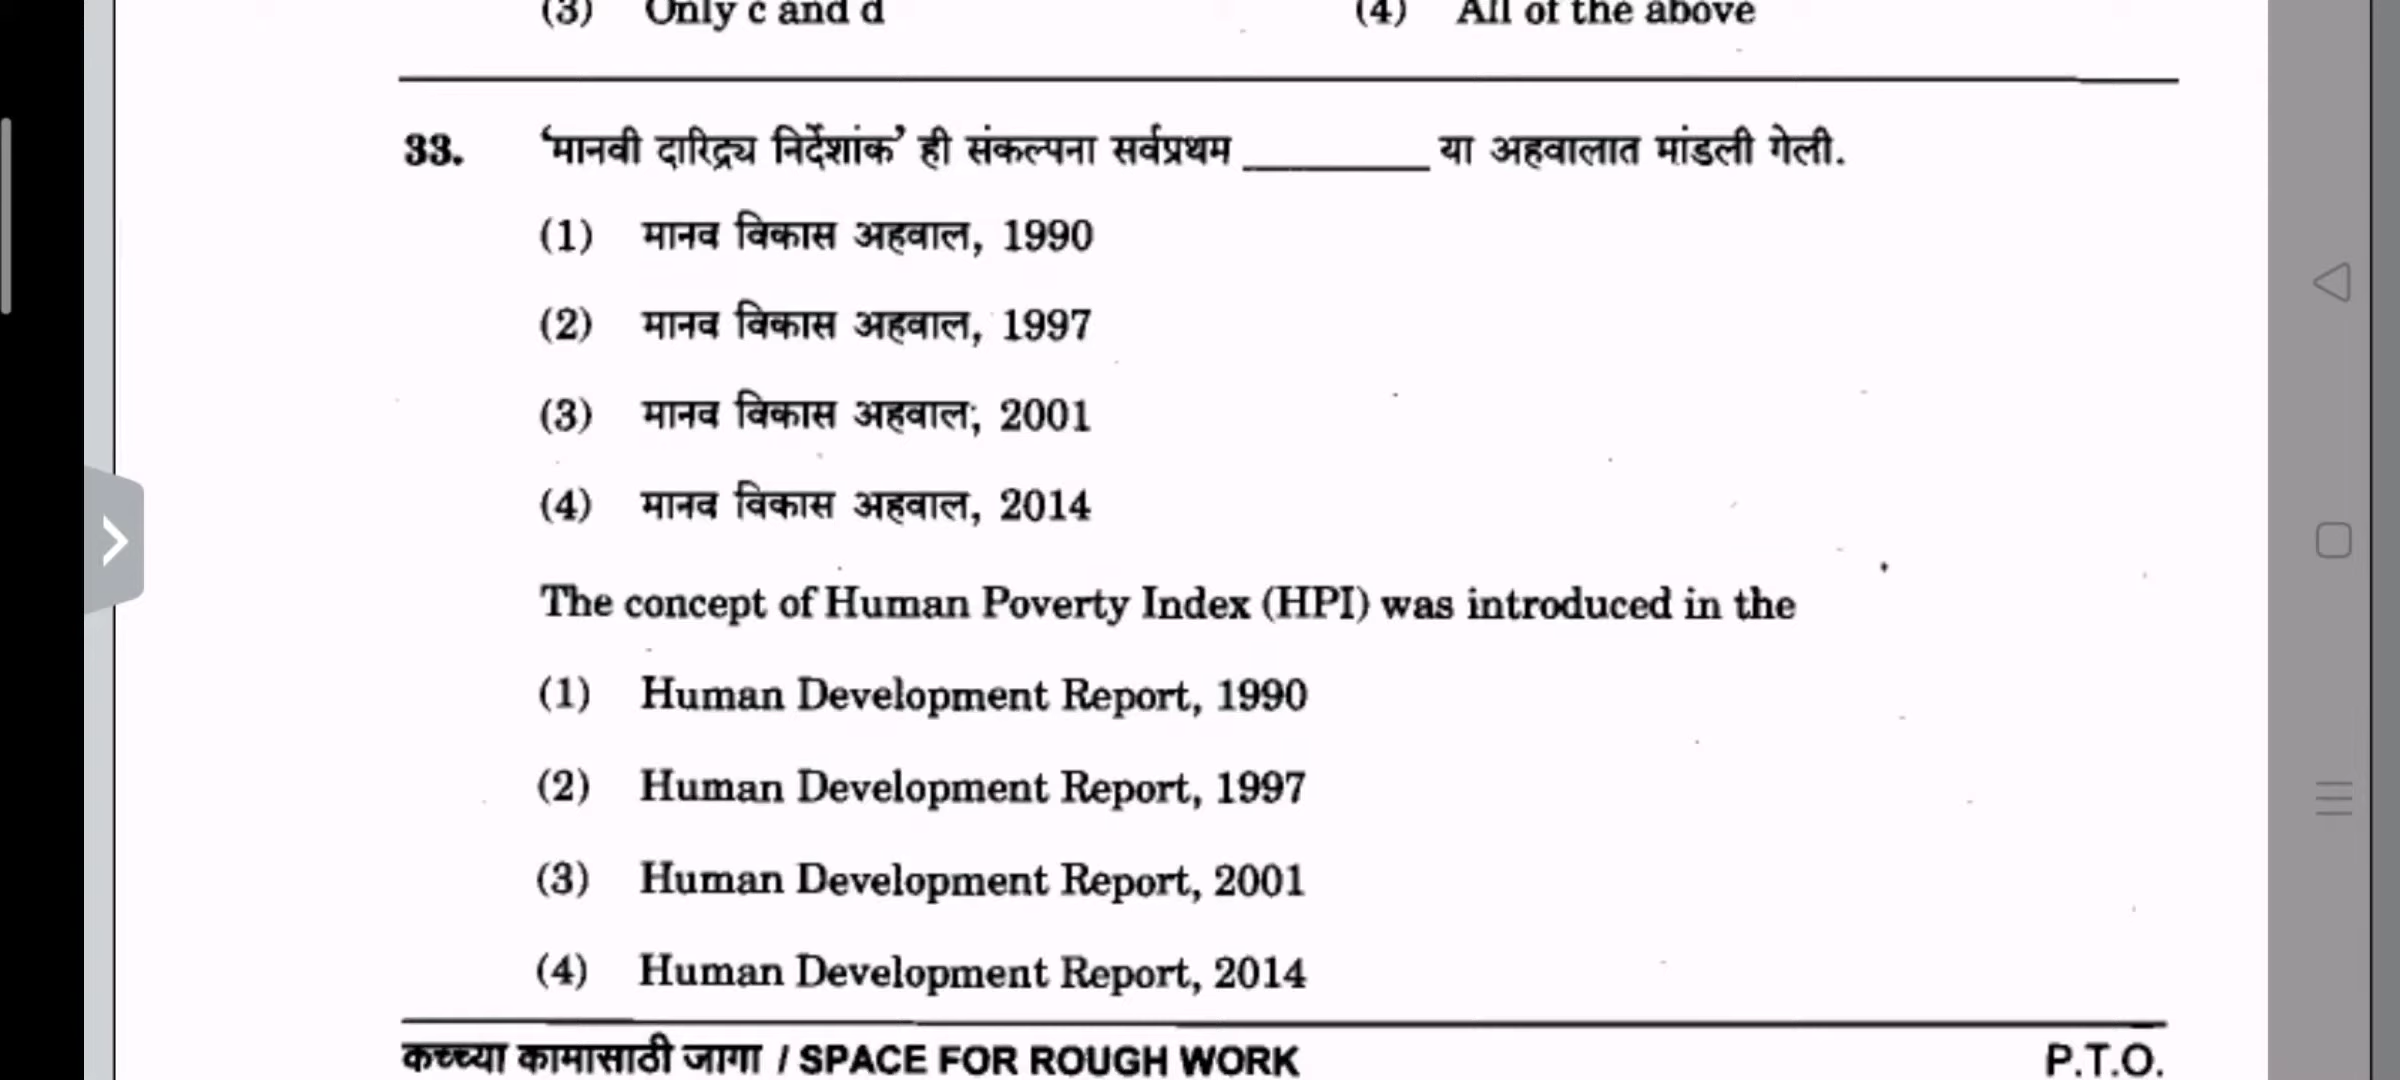 (3) Only c and d (4) All of the above
33. ‘मानवी दारिद्र्य निर्देशांक’ ही संकल्पना सर्वप्रथम ________ या अहवालात मांडली गेली.
(1) मानव विकास अहवाल, 1990
(2) मानव विकास अहवाल, 1997
(3) मानव विकास अहवाल; 2001
(4) मानव विकास अहवाल, 2014
The concept of Human Poverty Index (HPI) was introduced in the
(1) Human Development Report, 1990
(2) Human Development Report, 1997
(3) Human Development Report, 2001
(4) Human Development Report, 2014
कच्च्या कामासाठी जागा / SPACE FOR ROUGH WORK P.T.O.